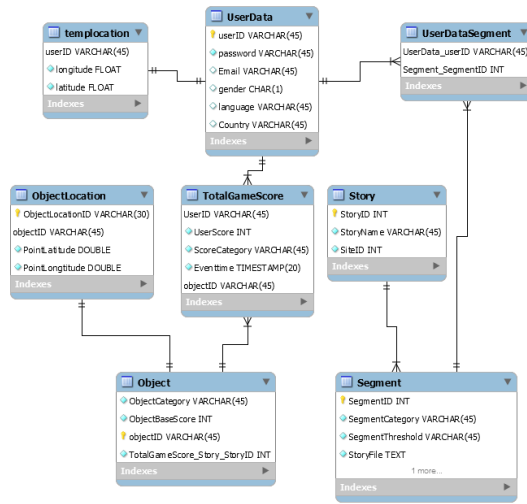 templocation
userID VARCHAR(45)
longitude FLOAT
latitude FLOAT
Indexes
UserData
userID VARCHAR(45)
password VARCHAR(45)
Email VARCHAR(45)
gender CHAR(1)
language VARCHAR(45)
Country VARCHAR(45)
Indexes
UserDataSegment
UserData_userID VARCHAR(45)
Segment_SegmentID INT
Indexes
ObjectLocation
ObjectLocationID VARCHAR(30)
objectID VARCHAR(45)
PointLatitude DOUBLE
PointLongtitude DOUBLE
Indexes
TotalGameScore
UserID VARCHAR(45)
UserScore INT
ScoreCategory VARCHAR(45)
Eventtime TIMESTAMP(20)
objectID VARCHAR(45)
Indexes
Story
StoryID INT
StoryName VARCHAR(45)
SiteID INT
Indexes
Object
ObjectCategory VARCHAR(45)
ObjectBaseScore INT
objectID VARCHAR(45)
TotalGameScore_Story_StoryID INT
Indexes
Segment
SegmentID INT
SegmentCategory VARCHAR(45)
SegmentThreshold VARCHAR(45)
StoryFile TEXT
1 more...
Indexes